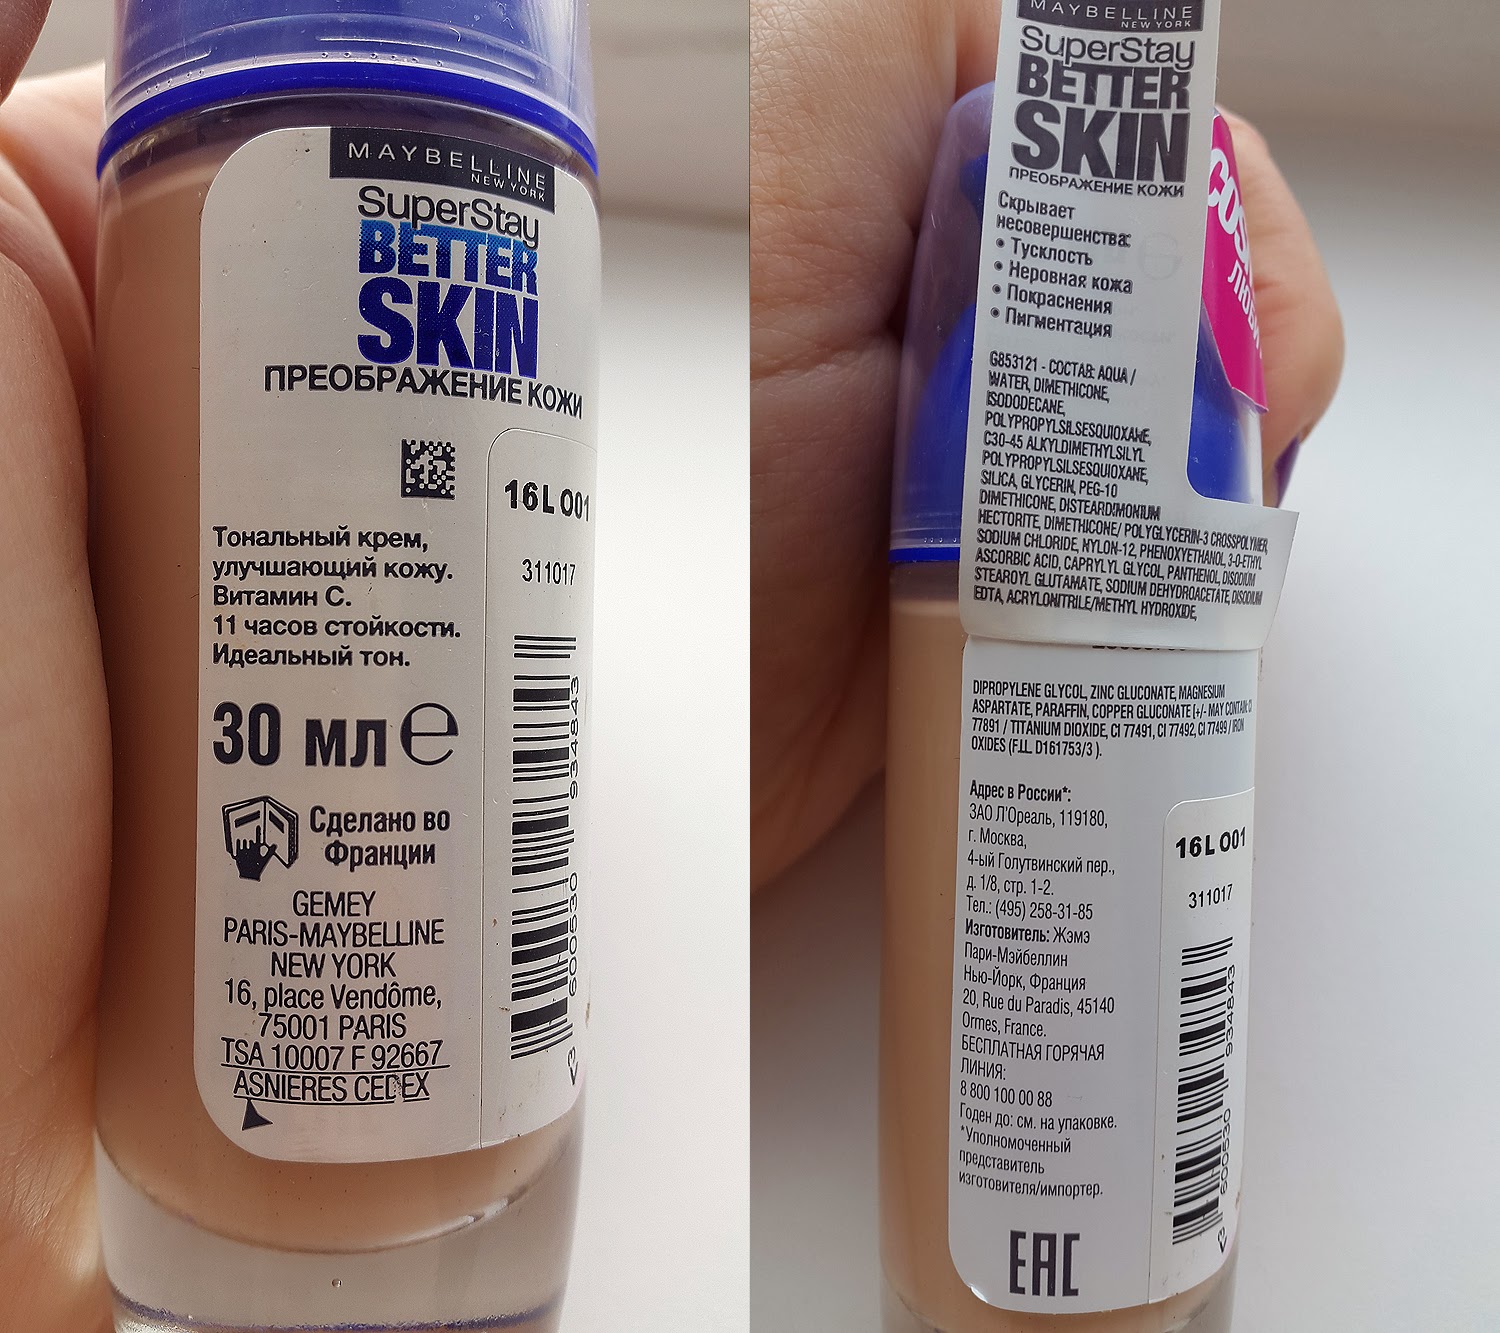 MAYBELLINE
NEW YORK
SuperStay
BETTER
SKIN
ПРЕОБРАЖЕНИЕ КОЖИ
16L O01
311017
Тональный крем,
улучшающий кожу.
Витамин С.
11 часов стойкости.
Идеальный тон.
30 мл e
Сделано во
Франции
GEMEY
PARIS-MAYBELLINE
NEW YORK
16, place Vendôme,
75001 PARIS
TSA 10007 F 92667
ASNIERES CEDEX
600530 934843
MAYBELLINE
NEW YORK
SuperStay
BETTER
SKIN
ПРЕОБРАЖЕНИЕ КОЖИ
Скрывает
несовершенства:
• Тусклость
• Неровная кожа
• Покраснения
• Пигментация
G853121 - СОСТАВ: AQUA /
WATER, DIMETHICONE,
ISODODECANE,
POLYPROPYLSILSESQUIOXANE,
C30-45 ALKYLDIMETHYLSILYL
POLYPROPYLSILSESQUIOXANE,
SILICA, GLYCERIN, PEG-10
DIMETHICONE, DISTEARDIMONIUM
HECTORITE, DIMETHICONE/ POLYGLYCERIN-3 CROSSPOLYMER,
SODIUM CHLORIDE, NYLON-12, PHENOXYETHANOL, 3-O-ETHYL
ASCORBIC ACID, CAPRYLYL GLYCOL, PANTHENOL, DISODIUM
STEAROYL GLUTAMATE, SODIUM DEHYDROACETATE, DISODIUM
EDTA, ACRYLONITRILE/METHYL HYDROXIDE,
DIPROPYLENE GLYCOL, ZINC GLUCONATE, MAGNESIUM
ASPARTATE, PARAFFIN, COPPER GLUCONATE [+/- MAY CONTAIN: CI
77891 / TITANIUM DIOXIDE, CI 77491, CI 77492, CI 77499 / IRON
OXIDES (F.I.L. D161753/3 ).
Адрес в России*:
ЗАО Л'Ореаль, 119180,
г. Москва,
4-ый Голутвинский пер.,
д. 1/8, стр. 1-2.
Тел.: (495) 258-31-85
Изготовитель: Жэмэ
Пари-Мэйбеллин
Нью-Йорк, Франция
20, Rue du Paradis, 45140
Ormes, France.
БЕСПЛАТНАЯ ГОРЯЧАЯ
ЛИНИЯ:
8 800 100 00 88
Годен до: см. на упаковке.
*Уполномоченный
представитель
изготовителя/импортер.
EAC
16L O01
311017
600530 934843